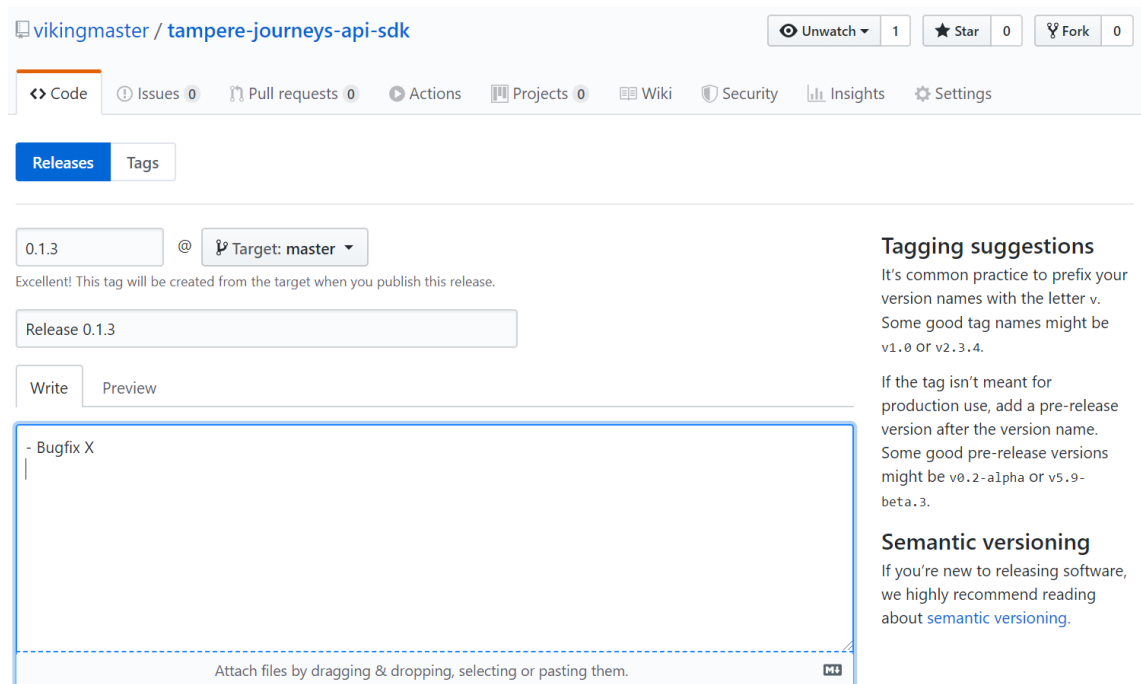 vikingmaster / tampere-journeys-api-sdk
Unwatch 1
Star 0
Fork 0
Code
Issues 0
Pull requests 0
Actions
Projects 0
Wiki
Security
Insights
Settings
Releases
Tags
0.1.3
@
Target: master
Excellent! This tag will be created from the target when you publish this release.
Release 0.1.3
Write
Preview
- Bugfix X
Attach files by dragging & dropping, selecting or pasting them.
M
Tagging suggestions
It’s common practice to prefix your
version names with the letter v.
Some good tag names might be
v1.0 or v2.3.4.
If the tag isn’t meant for
production use, add a pre-release
version after the version name.
Some good pre-release versions
might be v0.2-alpha or v5.9-
beta.3.
Semantic versioning
If you’re new to releasing software,
we highly recommend reading
about semantic versioning.